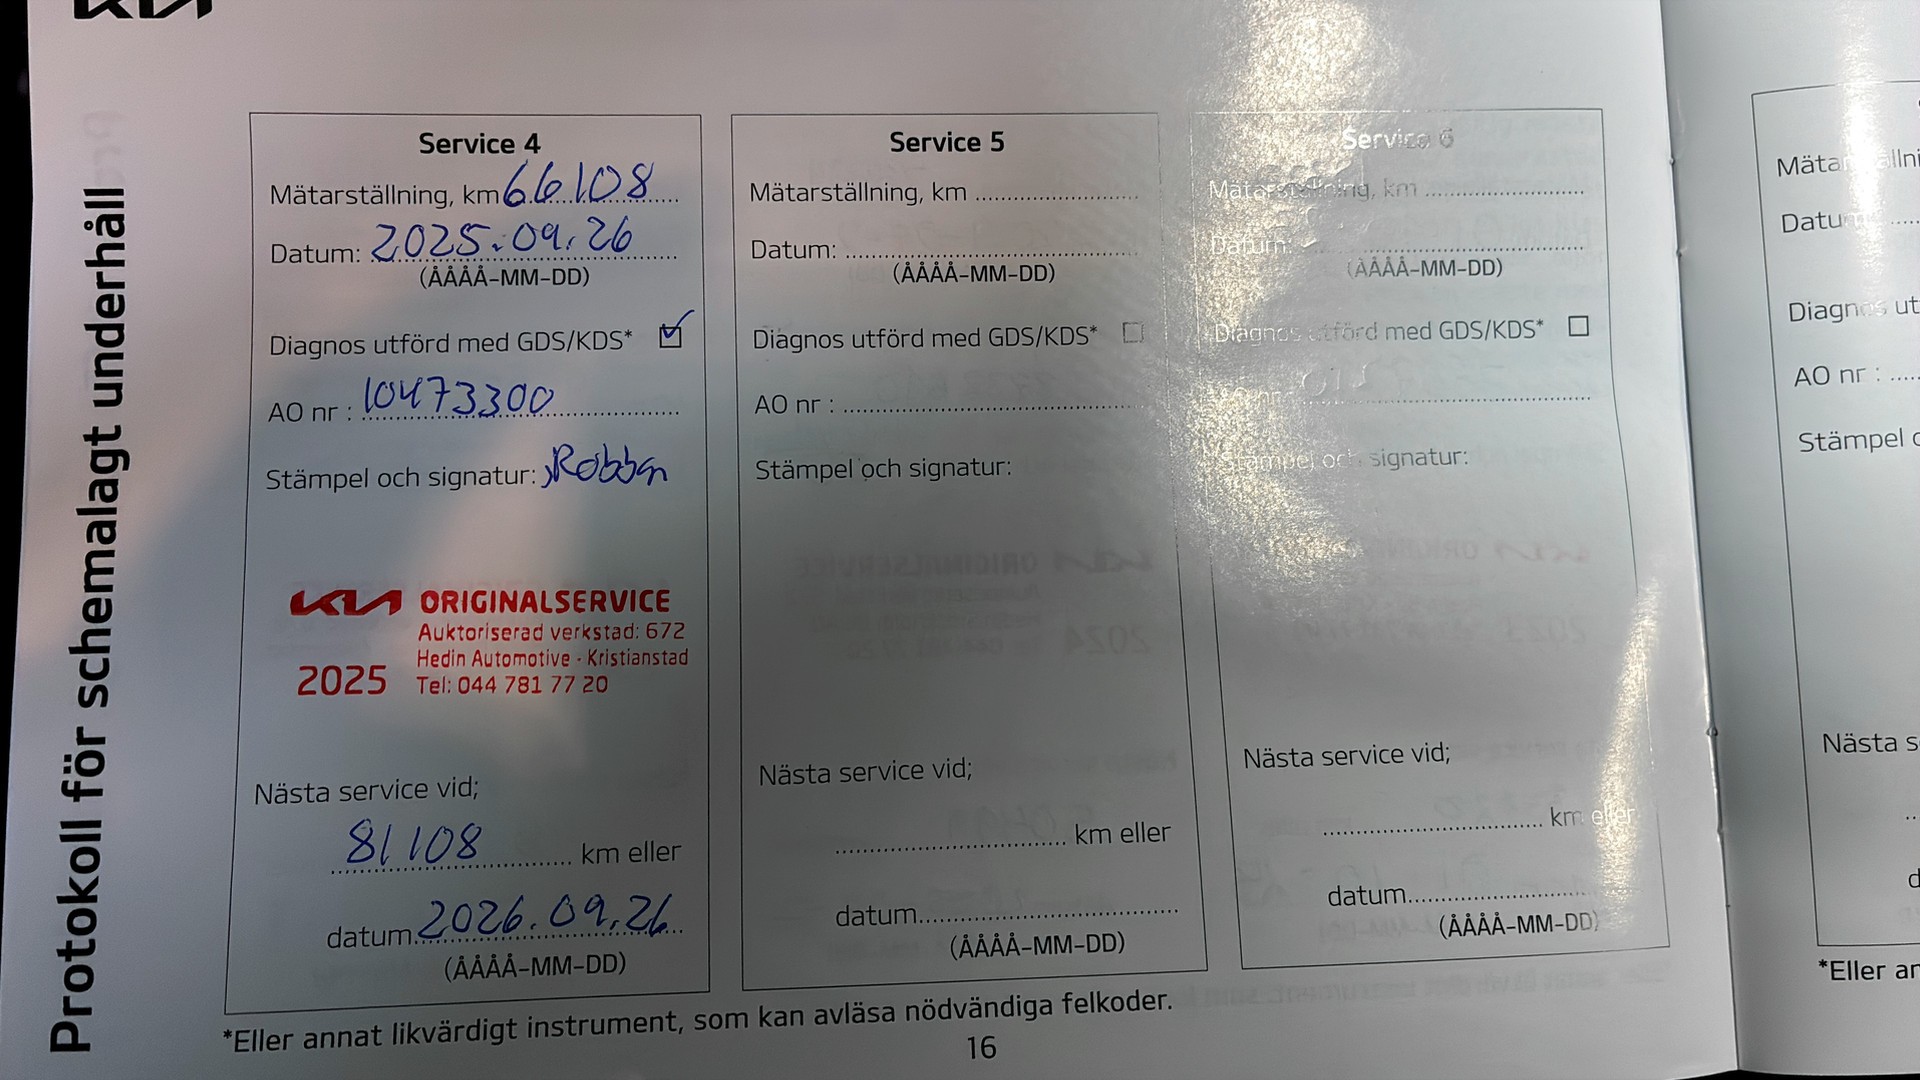 KIA
Protokoll för schemalagt underhåll
Service 4
Mätarställning, km 66108
Datum: 2025.09.26
(ÅÅÅÅ-MM-DD)
Diagnos utförd med GDS/KDS*
AO nr : 10473300
Stämpel och signatur: Robban
KIA ORIGINALSERVICE
Auktoriserad verkstad: 672
Hedin Automotive - Kristianstad
2025 Tel: 044 781 77 20
Nästa service vid;
81108 km eller
datum 2026.09.26
(ÅÅÅÅ-MM-DD)
Service 5
Mätarställning, km
Datum:
(ÅÅÅÅ-MM-DD)
Diagnos utförd med GDS/KDS*
AO nr :
Stämpel och signatur:
Nästa service vid;
km eller
datum
(ÅÅÅÅ-MM-DD)
Service 6
Mätarställning, km
Datum:
(ÅÅÅÅ-MM-DD)
Diagnos utförd med GDS/KDS*
Stämpel och signatur:
Nästa service vid;
km eller
datum
(ÅÅÅÅ-MM-DD)
*Eller annat likvärdigt instrument, som kan avläsa nödvändiga felkoder.
16
AO nr :
Stämpel
Nästa
*Eller